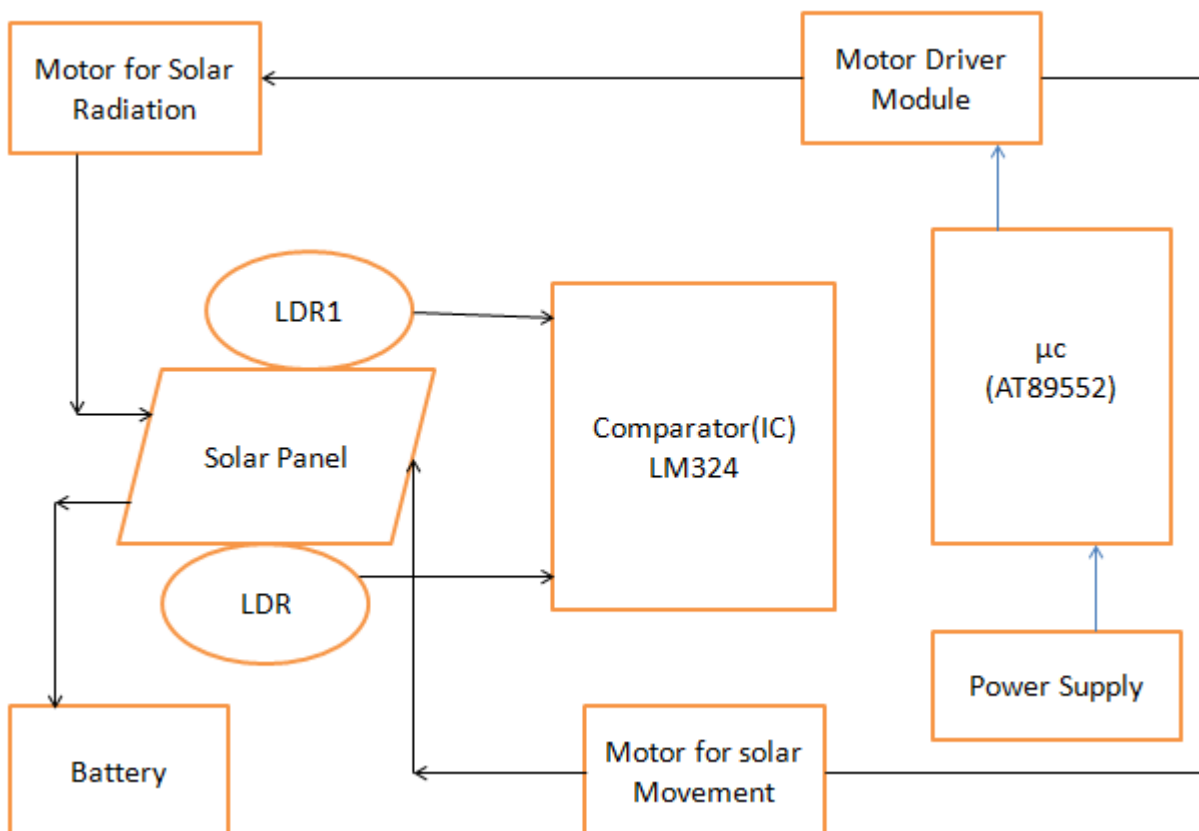 Motor for Solar
Radiation
Motor Driver
Module
LDR1
µc
(AT89552)
Comparator(IC)
LM324
Solar Panel
LDR
Power Supply
Battery
Motor for solar
Movement